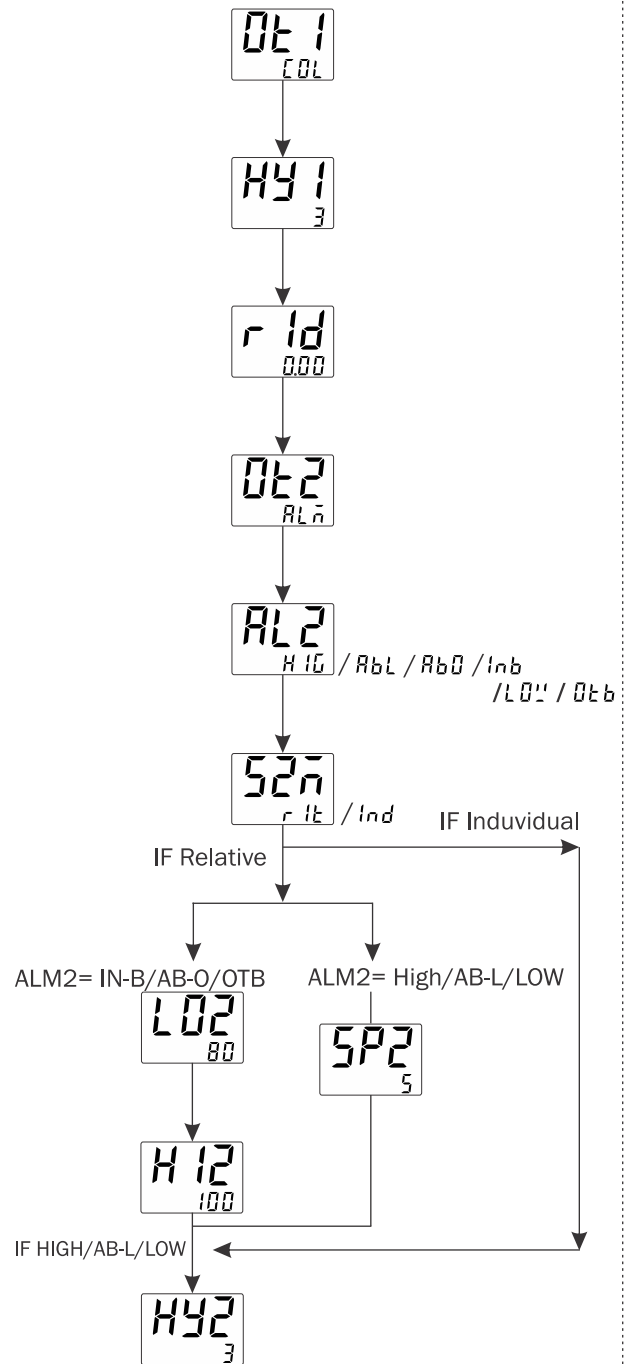 Ot1
COL
HY1
3
r1d
0.00
Ot2
ALM
AL2
HIG / AbL / AbO / Inb
/ LOW / Otb
S2M
r1t / Ind
IF Induvidual
IF Relative
ALM2= IN-B/AB-O/OTB
ALM2= High/AB-L/LOW
LO2
80
SP2
5
HI2
100
IF HIGH/AB-L/LOW
HY2
3